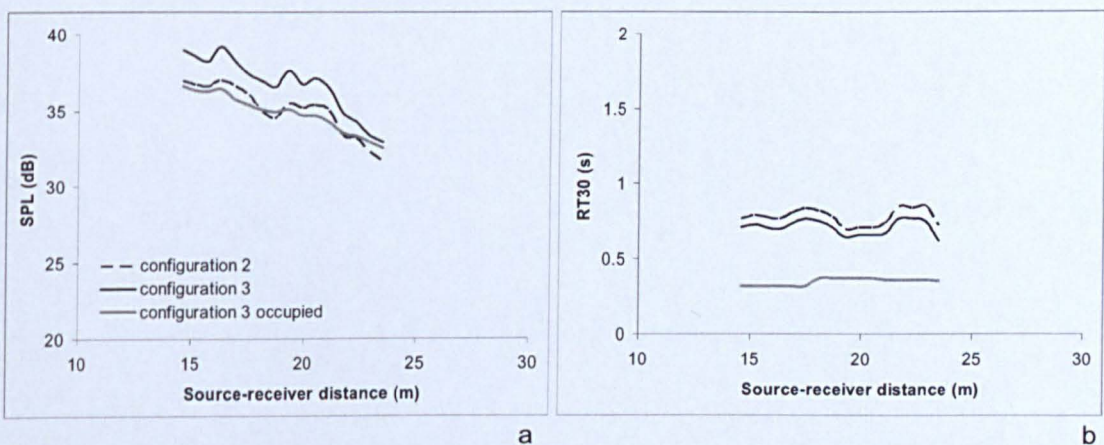 40
35
30
25
20
SPL (dB)
configuration 2
configuration 3
configuration 3 occupied
10
15
20
25
30
Source-receiver distance (m)
a
2
1.5
1
0.5
0
RT30 (s)
10
15
20
25
30
Source-receiver distance (m)
b